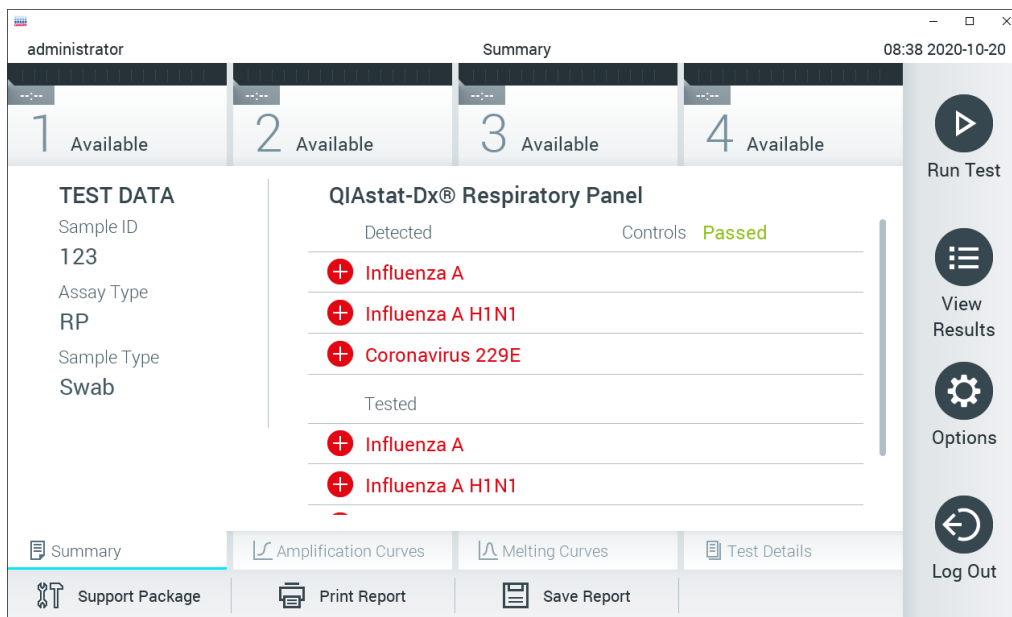 administrator
Summary
08:38 2020-10-20
--:--
--:--
--:--
--:--
1 Available
2 Available
3 Available
4 Available
Run Test
TEST DATA
Sample ID
123
Assay Type
RP
Sample Type
Swab
QIAstat-Dx® Respiratory Panel
Detected
Controls Passed
Influenza A
Influenza A H1N1
Coronavirus 229E
Tested
Influenza A
Influenza A H1N1
View
Results
Options
Log Out
Summary
Amplification Curves
Melting Curves
Test Details
Support Package
Print Report
Save Report